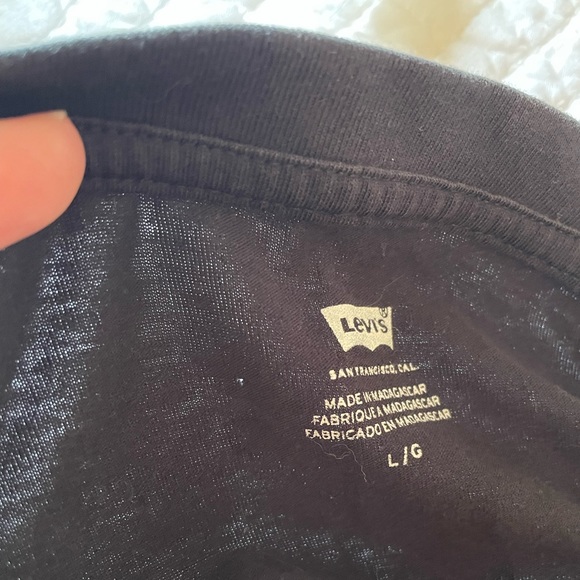 Levi's®
SAN FRANCISCO, CAL.
MADE IN MADAGASCAR
FABRIQUE A MADAGASCAR
FABRICADO EN MADAGASCAR
L/G